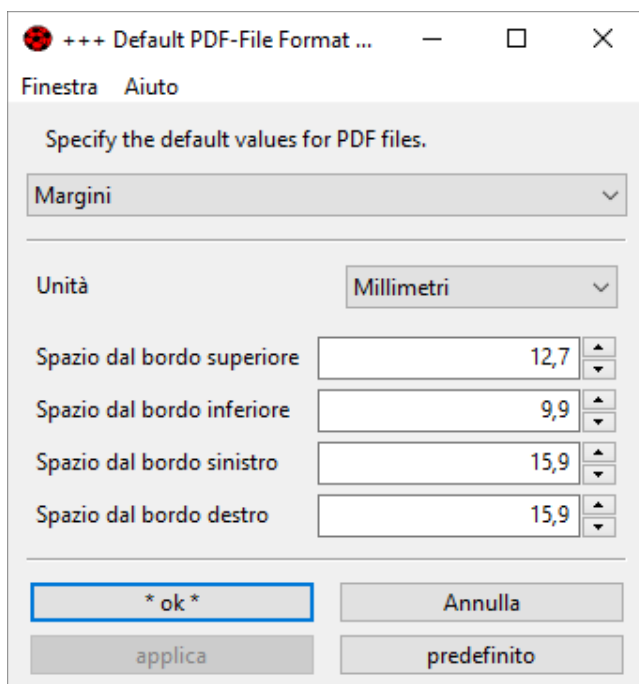 +++ Default PDF-File Format ...
Finestra Aiuto
Specify the default values for PDF files.
Margini
Unità Millimetri
Spazio dal bordo superiore 12,7
Spazio dal bordo inferiore 9,9
Spazio dal bordo sinistro 15,9
Spazio dal bordo destro 15,9
* ok * Annulla
applica predefinito